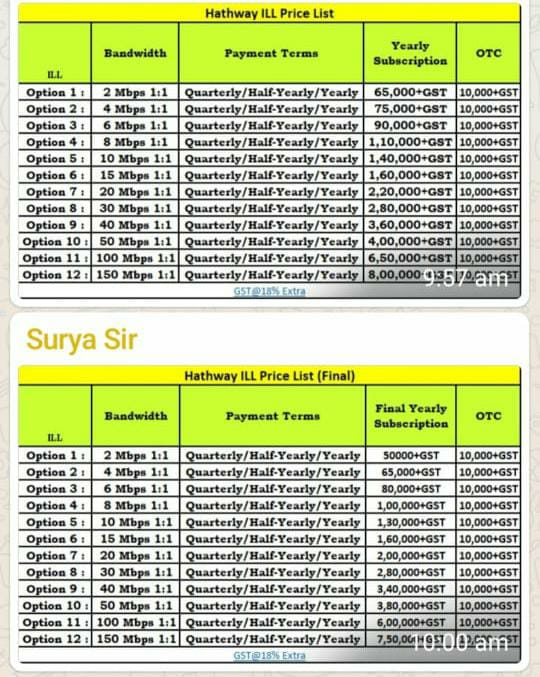 Hathway ILL Price List
ILL Bandwidth Payment Terms Yearly Subscription OTC
Option 1 : 2 Mbps 1:1 Quarterly/Half-Yearly/Yearly 65,000+GST 10,000+GST
Option 2 : 4 Mbps 1:1 Quarterly/Half-Yearly/Yearly 75,000+GST 10,000+GST
Option 3 : 6 Mbps 1:1 Quarterly/Half-Yearly/Yearly 90,000+GST 10,000+GST
Option 4 : 8 Mbps 1:1 Quarterly/Half-Yearly/Yearly 1,10,000+GST 10,000+GST
Option 5 : 10 Mbps 1:1 Quarterly/Half-Yearly/Yearly 1,40,000+GST 10,000+GST
Option 6 : 15 Mbps 1:1 Quarterly/Half-Yearly/Yearly 1,60,000+GST 10,000+GST
Option 7 : 20 Mbps 1:1 Quarterly/Half-Yearly/Yearly 2,20,000+GST 10,000+GST
Option 8 : 30 Mbps 1:1 Quarterly/Half-Yearly/Yearly 2,80,000+GST 10,000+GST
Option 9 : 40 Mbps 1:1 Quarterly/Half-Yearly/Yearly 3,60,000+GST 10,000+GST
Option 10 : 50 Mbps 1:1 Quarterly/Half-Yearly/Yearly 4,00,000+GST 10,000+GST
Option 11 : 100 Mbps 1:1 Quarterly/Half-Yearly/Yearly 6,50,000+GST 10,000+GST
Option 12 : 150 Mbps 1:1 Quarterly/Half-Yearly/Yearly 8,00,000+GST 10,000+GST
GST@18% Extra
9:57 am
Surya Sir
Hathway ILL Price List (Final)
ILL Bandwidth Payment Terms Final Yearly Subscription OTC
Option 1 : 2 Mbps 1:1 Quarterly/Half-Yearly/Yearly 50000+GST 10,000+GST
Option 2 : 4 Mbps 1:1 Quarterly/Half-Yearly/Yearly 65,000+GST 10,000+GST
Option 3 : 6 Mbps 1:1 Quarterly/Half-Yearly/Yearly 80,000+GST 10,000+GST
Option 4 : 8 Mbps 1:1 Quarterly/Half-Yearly/Yearly 1,00,000+GST 10,000+GST
Option 5 : 10 Mbps 1:1 Quarterly/Half-Yearly/Yearly 1,30,000+GST 10,000+GST
Option 6 : 15 Mbps 1:1 Quarterly/Half-Yearly/Yearly 1,60,000+GST 10,000+GST
Option 7 : 20 Mbps 1:1 Quarterly/Half-Yearly/Yearly 2,00,000+GST 10,000+GST
Option 8 : 30 Mbps 1:1 Quarterly/Half-Yearly/Yearly 2,80,000+GST 10,000+GST
Option 9 : 40 Mbps 1:1 Quarterly/Half-Yearly/Yearly 3,40,000+GST 10,000+GST
Option 10 : 50 Mbps 1:1 Quarterly/Half-Yearly/Yearly 3,80,000+GST 10,000+GST
Option 11 : 100 Mbps 1:1 Quarterly/Half-Yearly/Yearly 6,00,000+GST 10,000+GST
Option 12 : 150 Mbps 1:1 Quarterly/Half-Yearly/Yearly 7,50,000+GST 10,000+GST
GST@18% Extra
10:00 am